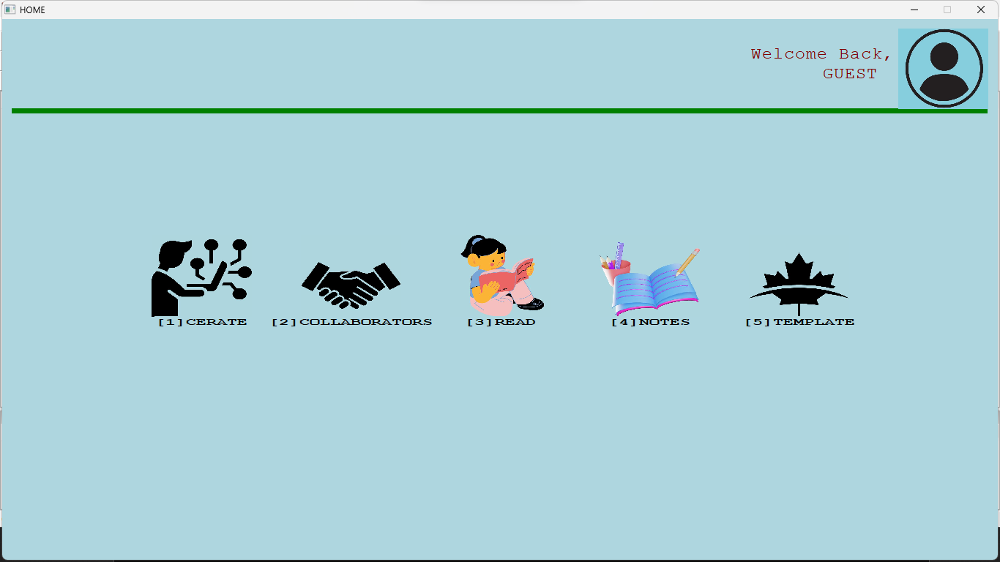 HOME
Welcome Back,
GUEST
[1]CERATE [2]COLLABORATORS [3]READ [4]NOTES [5]TEMPLATE